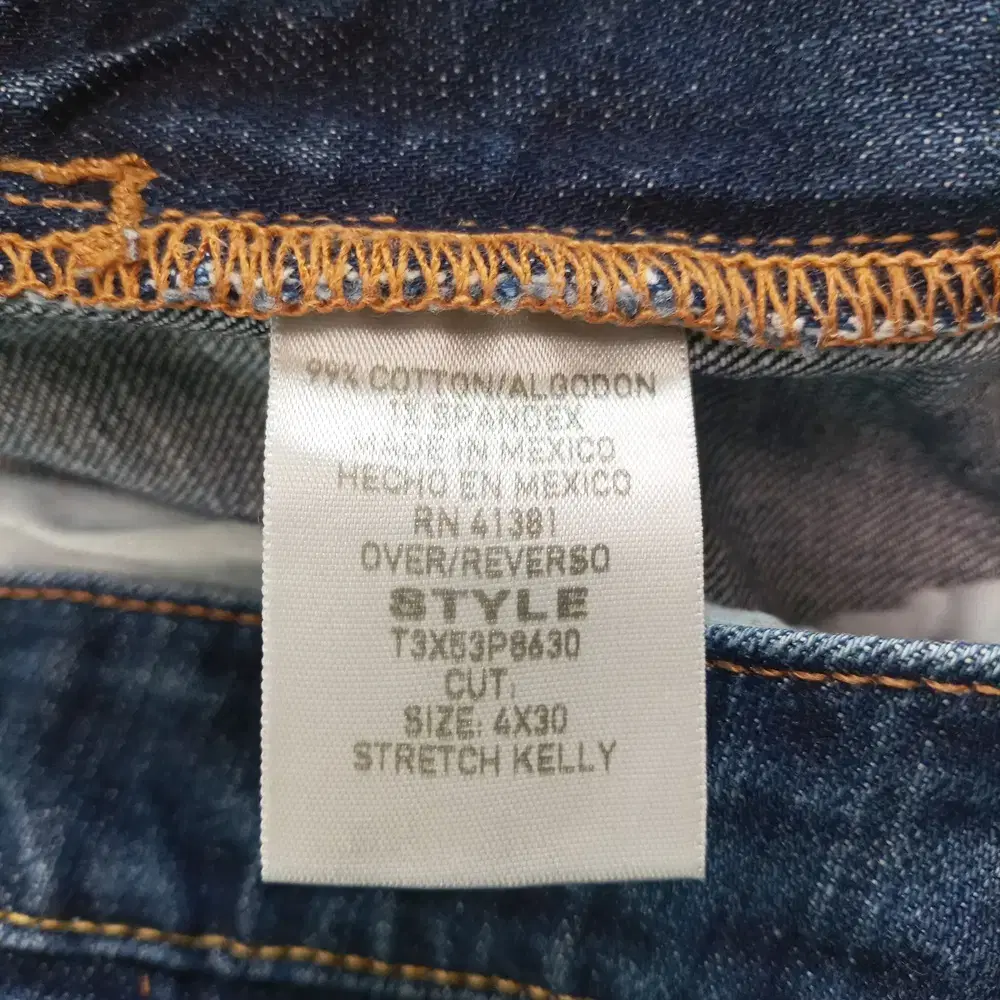 99% COTTON/ALGODON
1% SPANDEX
MADE IN MEXICO
HECHO EN MEXICO
RN 41381
OVER/REVERSO
STYLE
T3X53P8630
CUT:
SIZE: 4X30
STRETCH KELLY